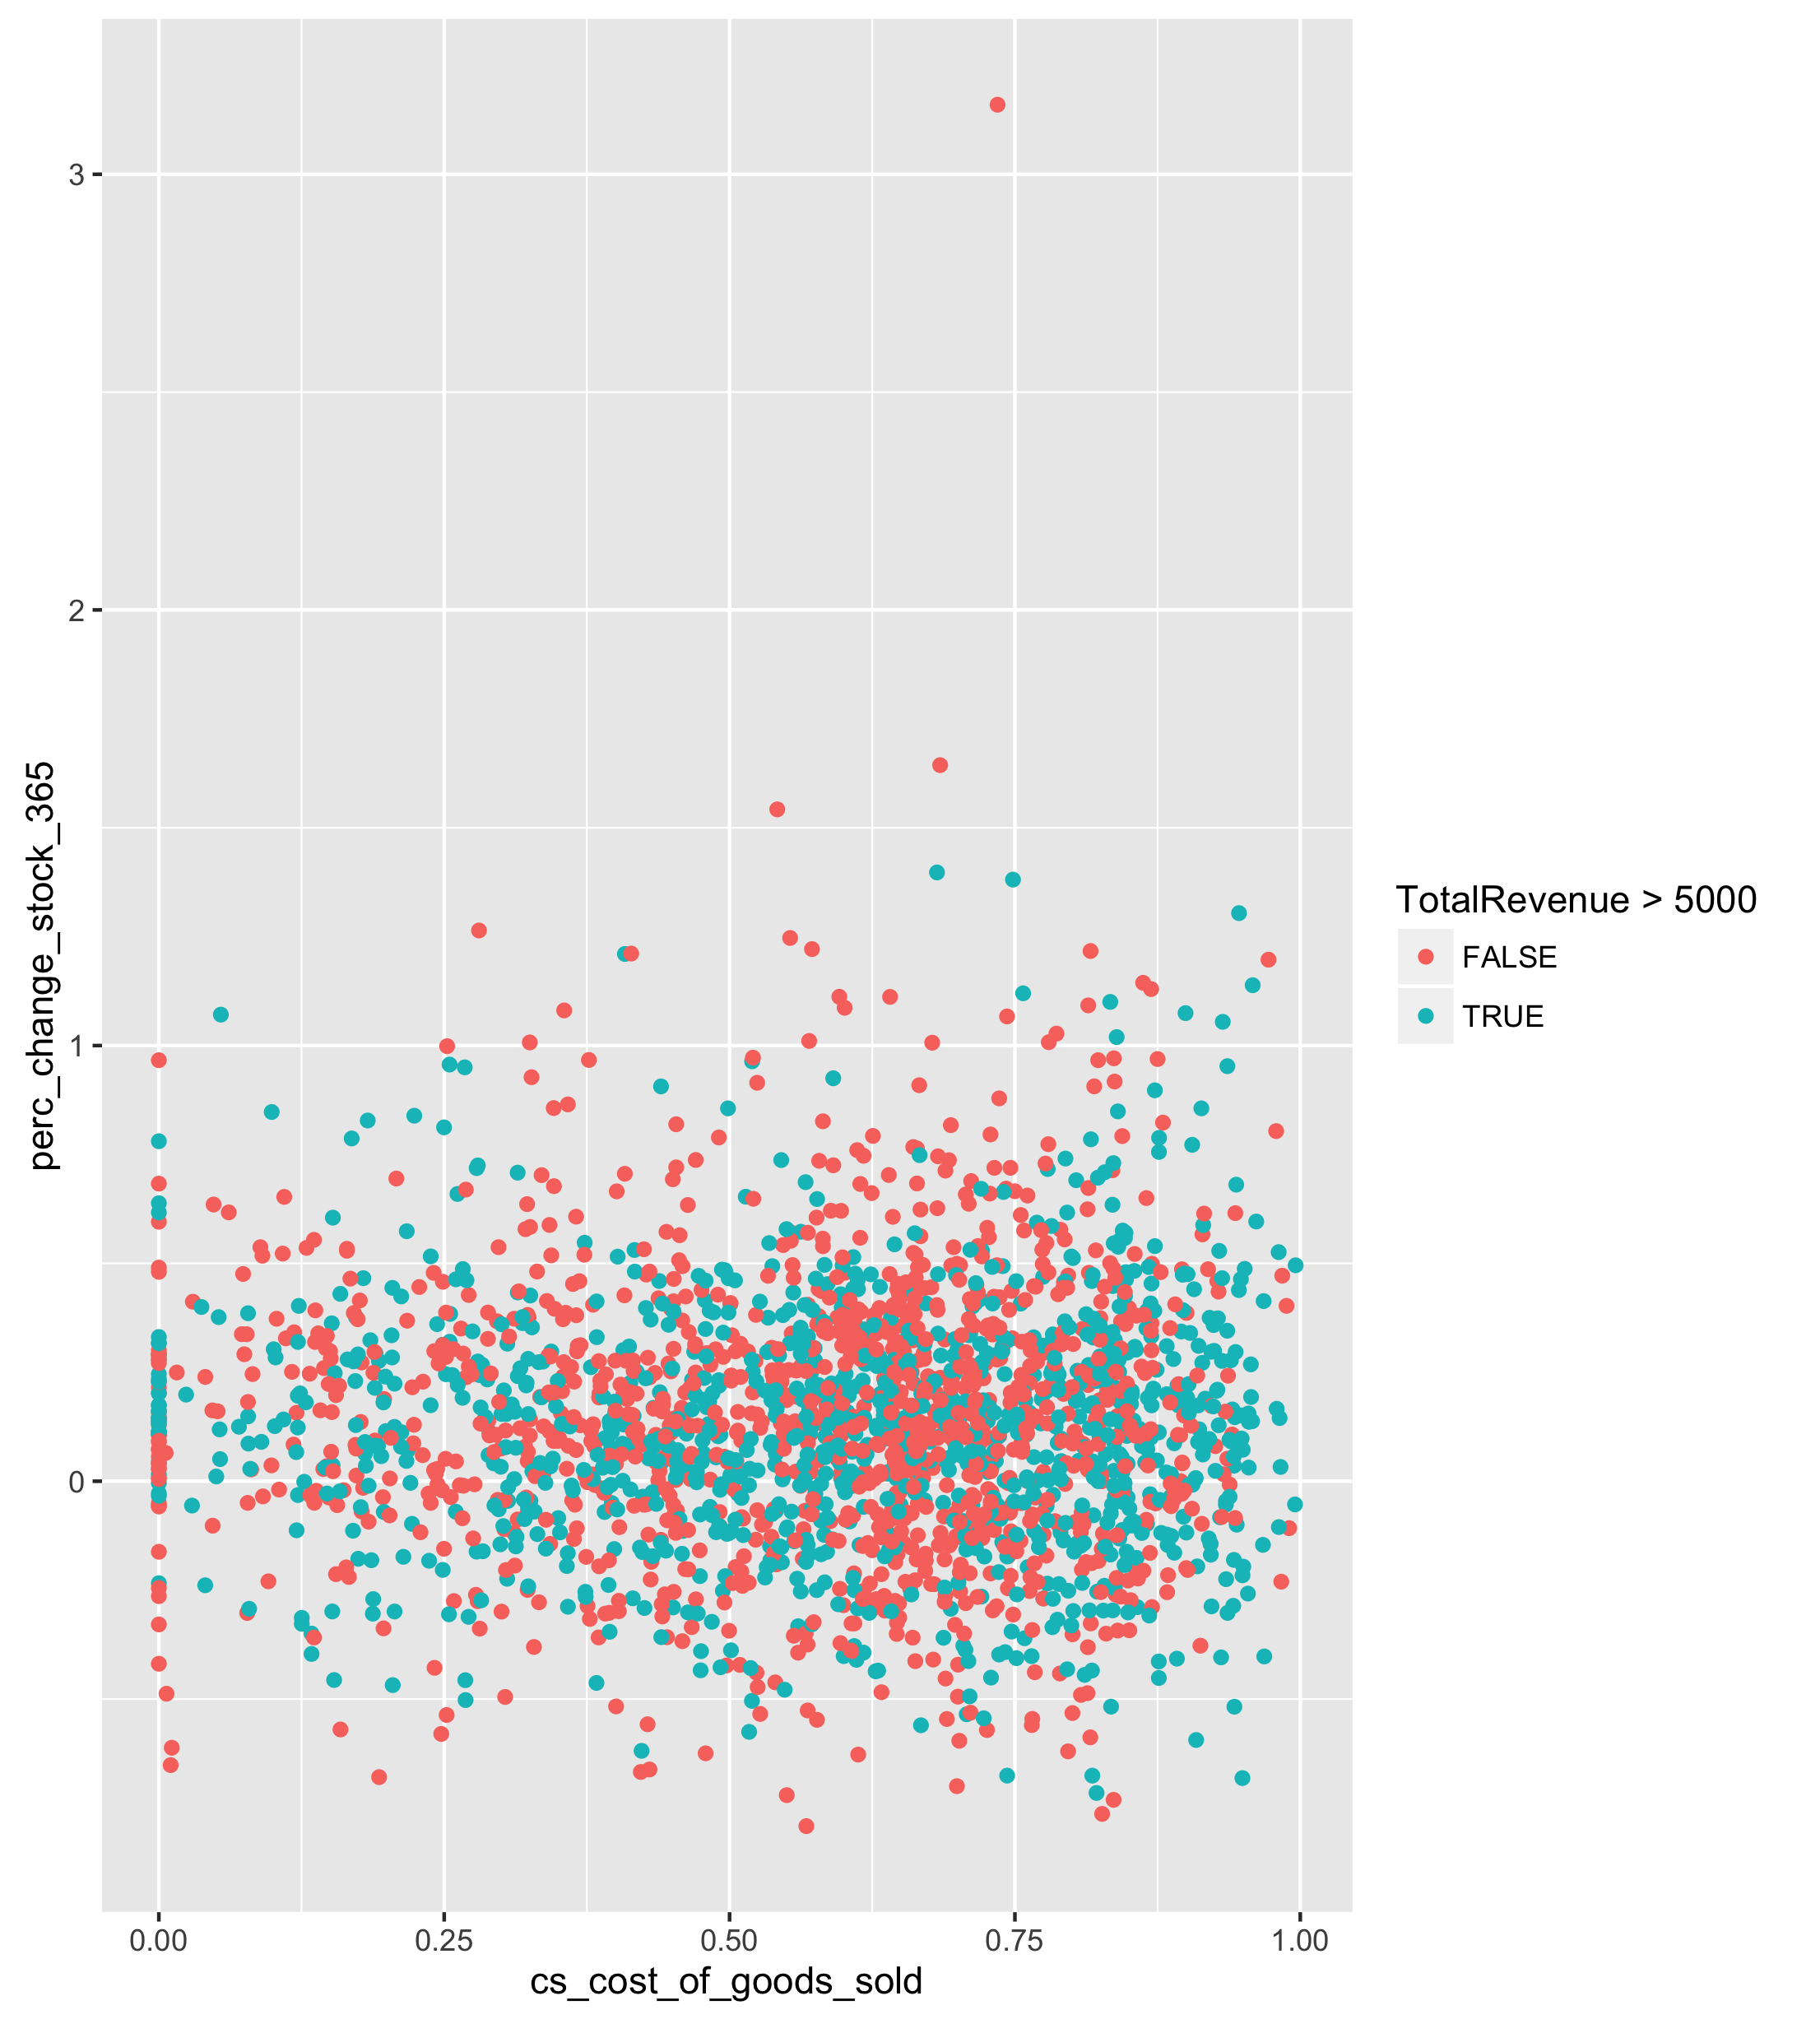 3
2
1
0
perc_change_stock_365
0.00 0.25 0.50 0.75 1.00
cs_cost_of_goods_sold
TotalRevenue > 5000
FALSE
TRUE